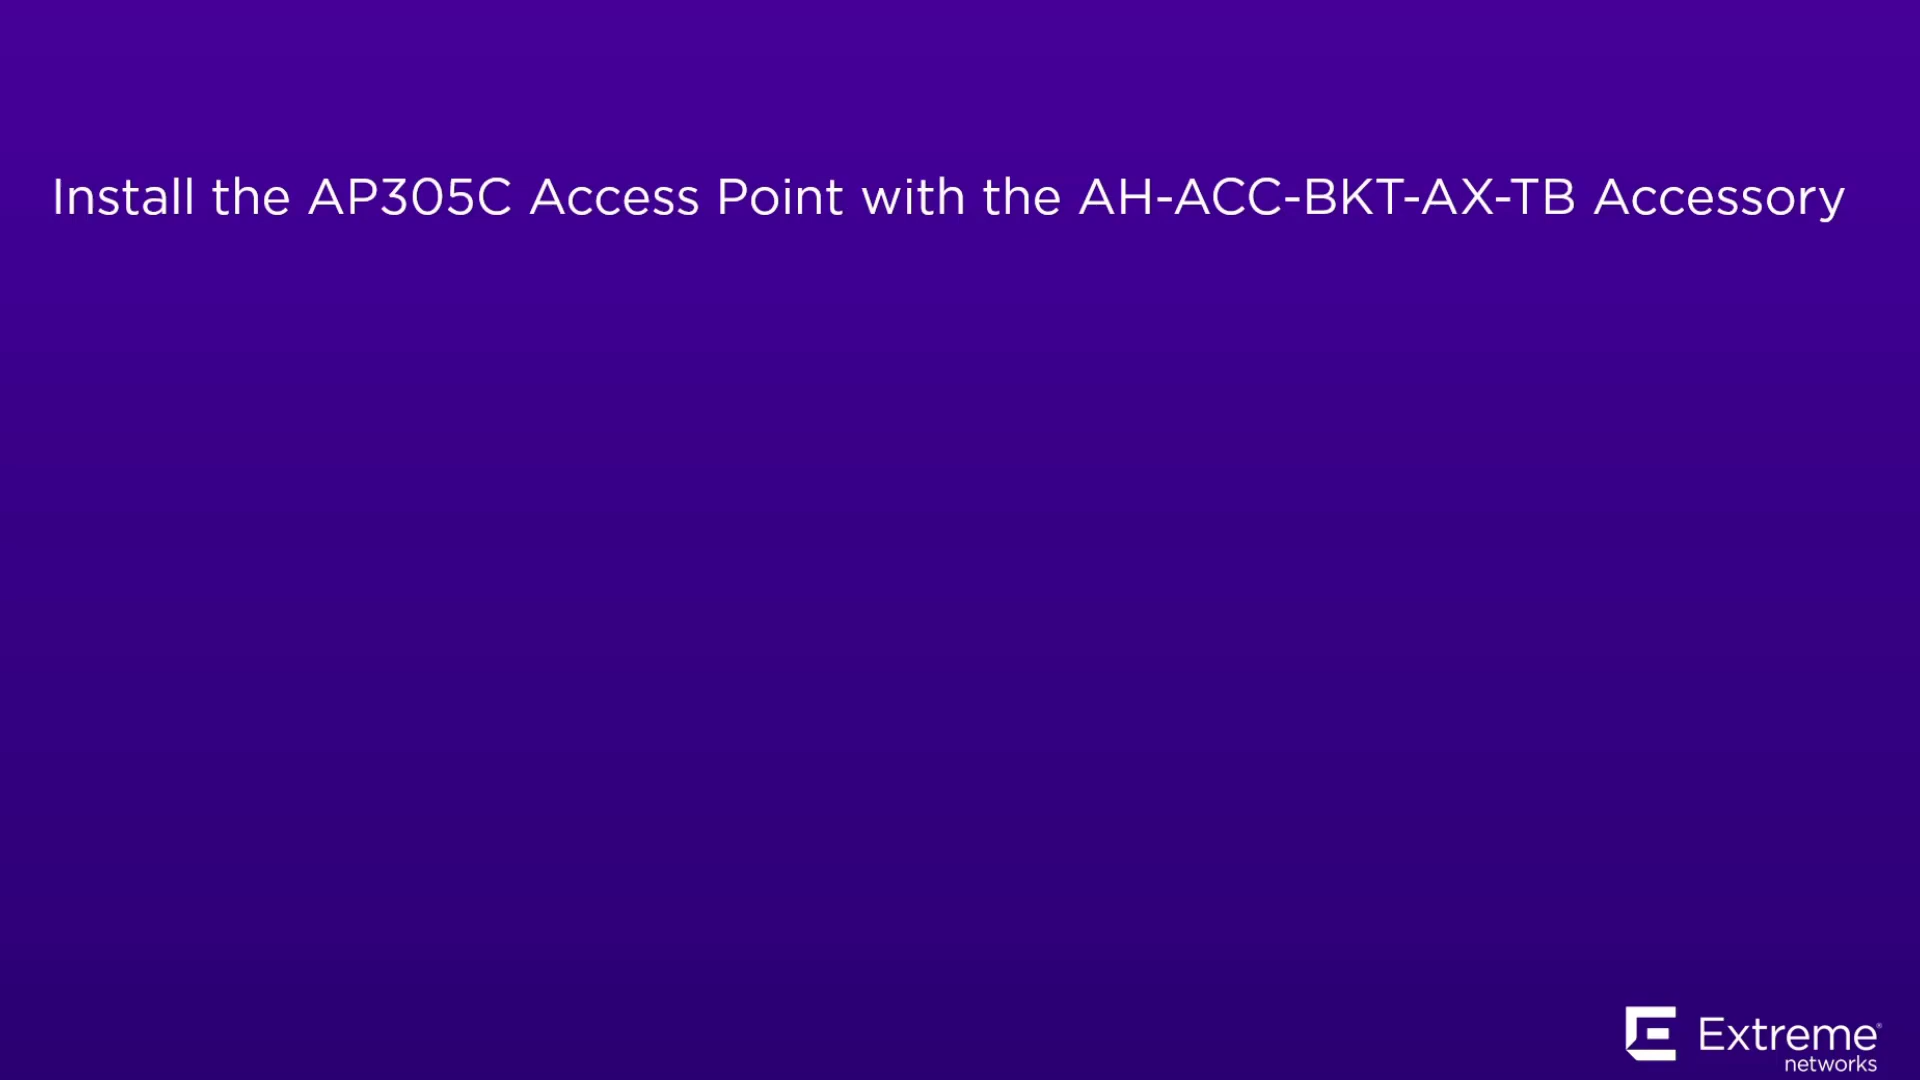 Install the AP305C Access Point with the AH-ACC-BKT-AX-TB Accessory
Extreme®
networks